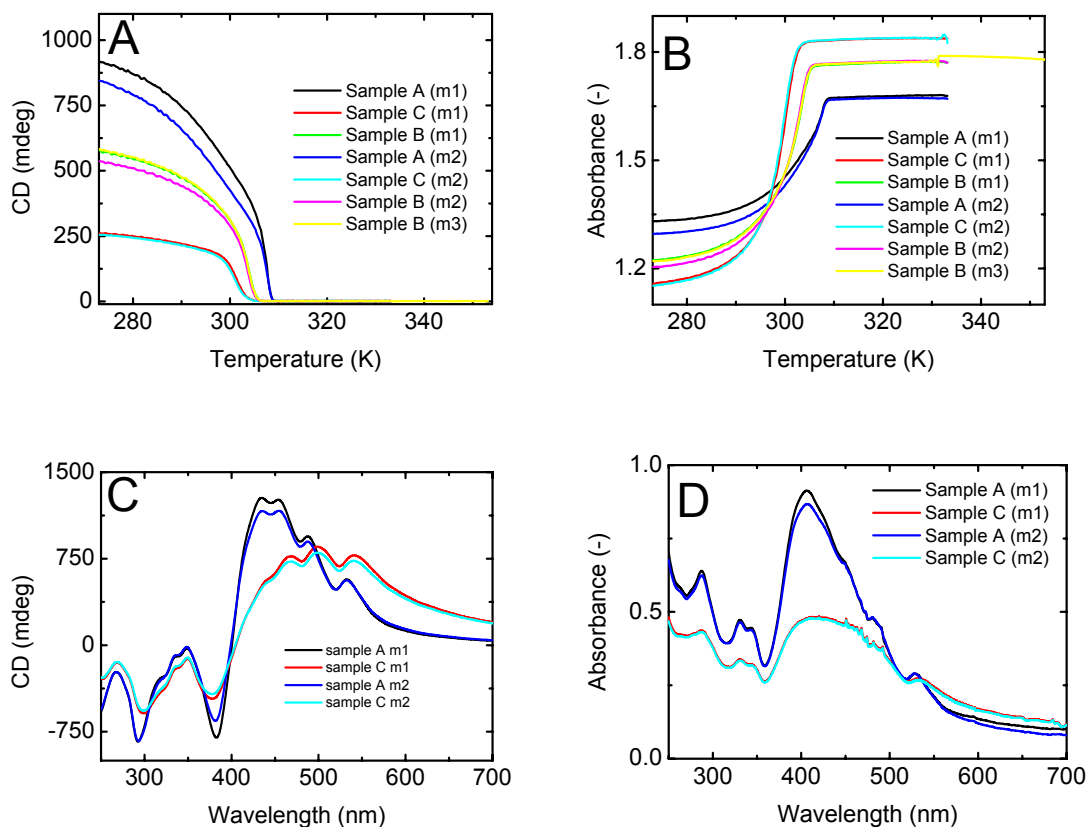 A
CD (mdeg)
1000
750
500
250
0
280 300 320 340
Temperature (K)
Sample A (m1)
Sample C (m1)
Sample B (m1)
Sample A (m2)
Sample C (m2)
Sample B (m2)
Sample B (m3)
B
Absorbance (-)
1.8
1.5
1.2
280 300 320 340
Temperature (K)
Sample A (m1)
Sample C (m1)
Sample B (m1)
Sample A (m2)
Sample C (m2)
Sample B (m2)
Sample B (m3)
C
CD (mdeg)
1500
750
0
-750
300 400 500 600 700
Wavelength (nm)
sample A m1
sample C m1
sample A m2
sample C m2
D
Absorbance (-)
1.0
0.5
0.0
300 400 500 600 700
Wavelength (nm)
Sample A (m1)
Sample C (m1)
Sample A (m2)
Sample C (m2)